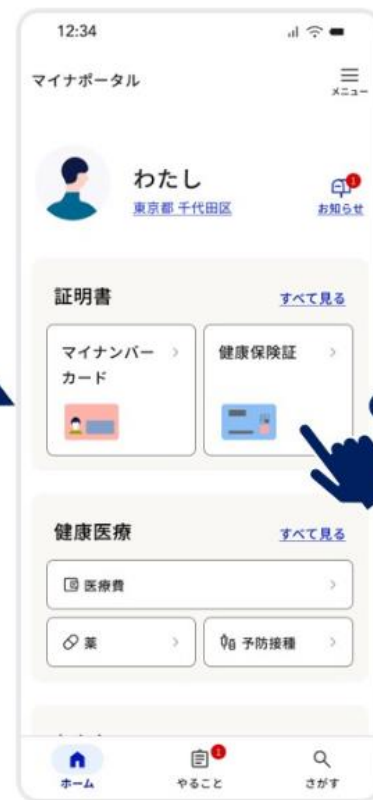 12:34
マイナポータル
メニュー
わたし
東京都 千代田区
1
お知らせ
証明書
すべて見る
マイナンバー
カード
健康保険証
健康医療
すべて見る
医療費
薬
予防接種
1
ホーム
やること
さがす